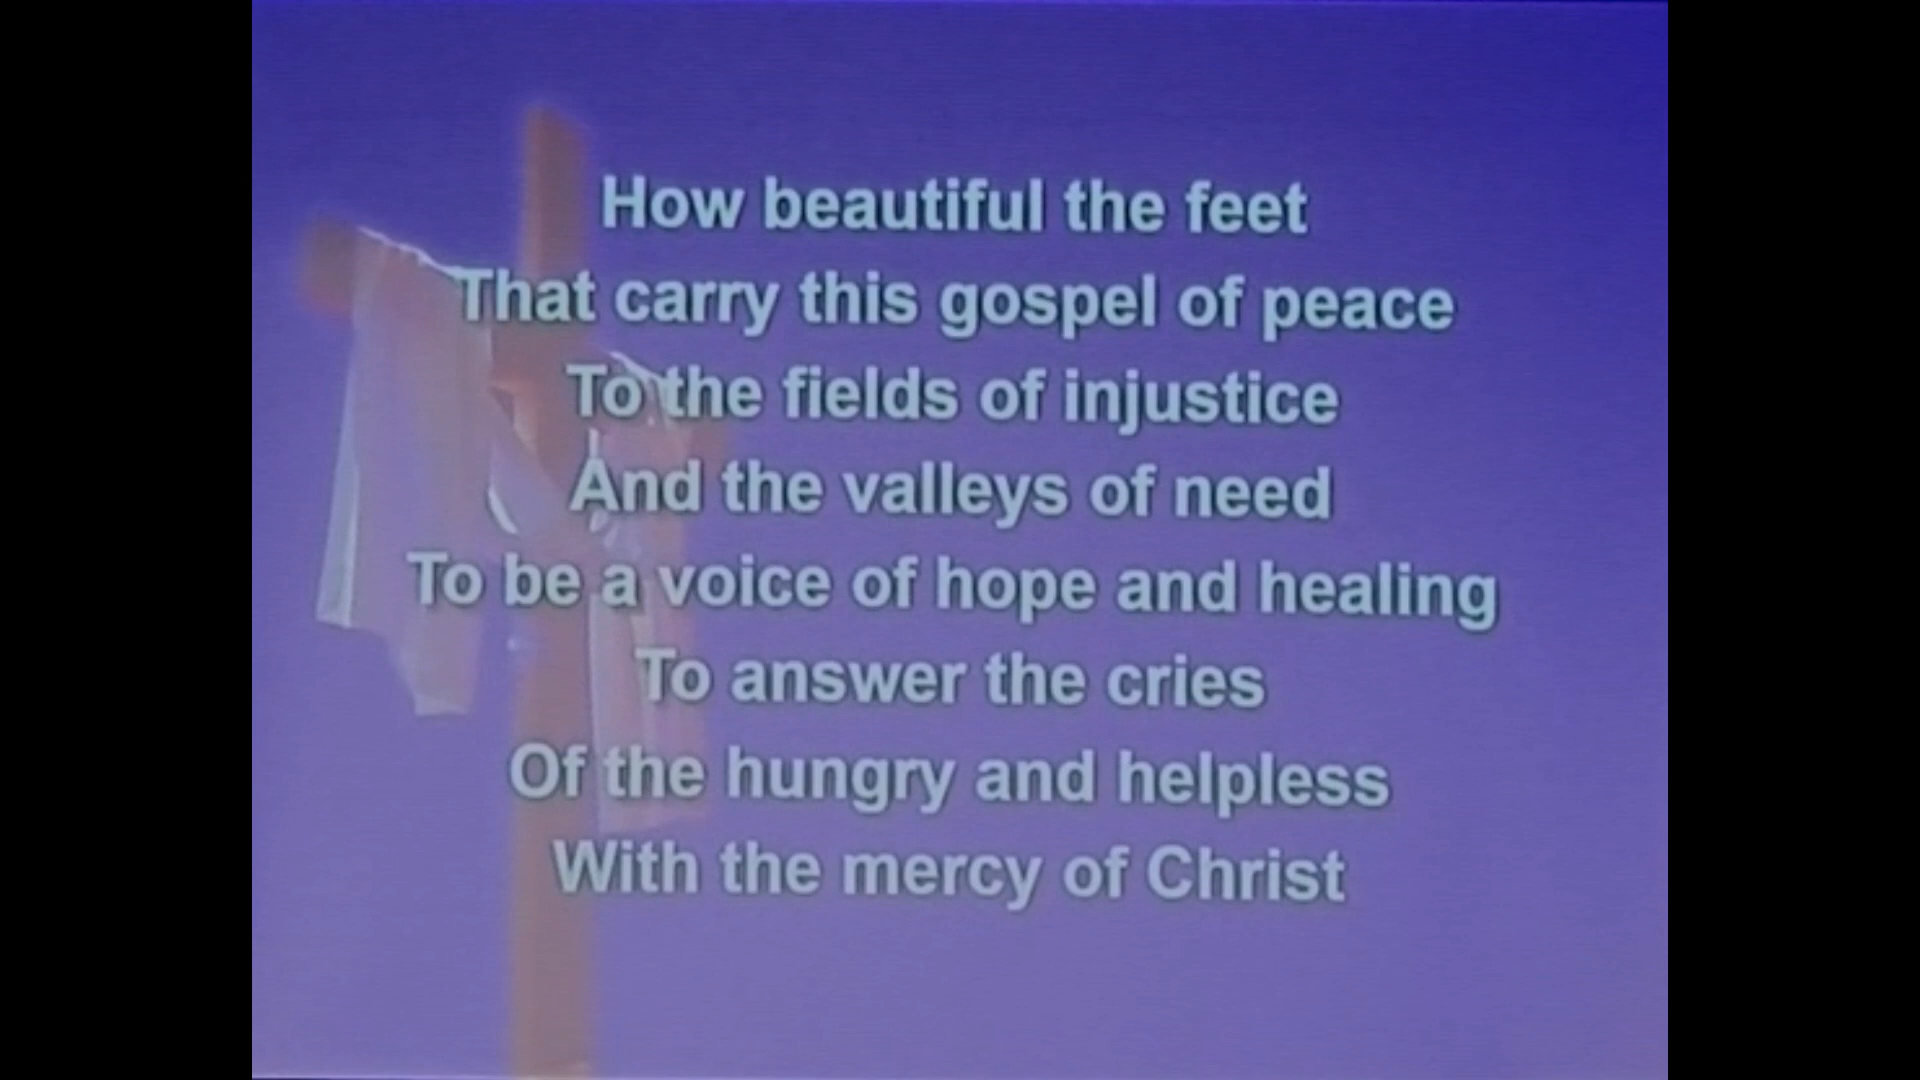 How beautiful the feet
That carry this gospel of peace
To the fields of injustice
And the valleys of need
To be a voice of hope and healing
To answer the cries
Of the hungry and helpless
With the mercy of Christ